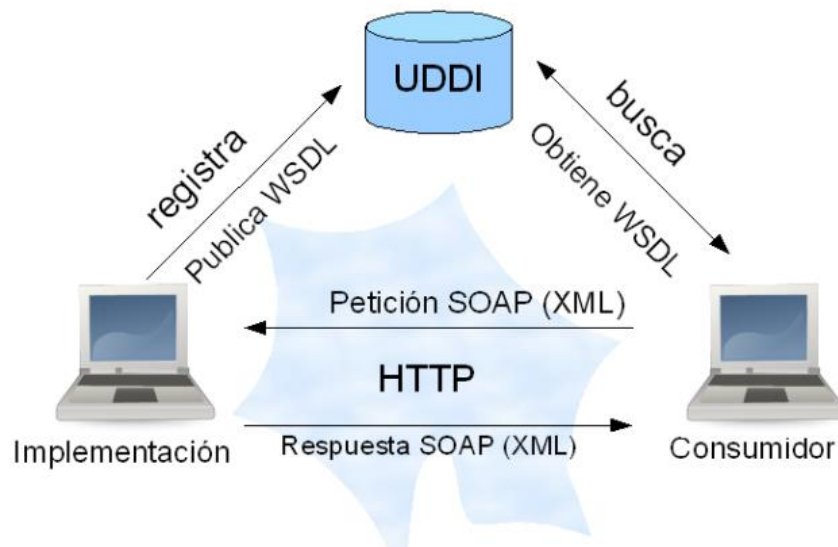 UDDI
registra
Publica WSDL
busca
Obtiene WSDL
Petición SOAP (XML)
HTTP
Respuesta SOAP (XML)
Implementación
Consumidor